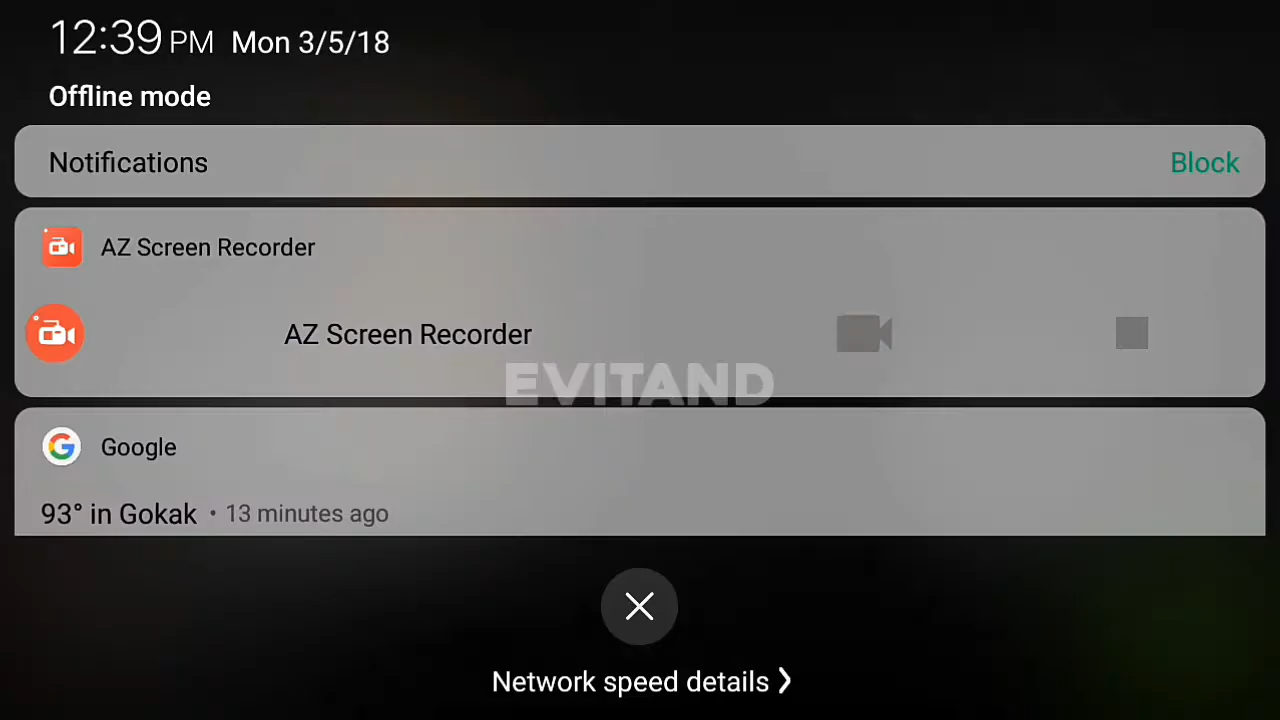 12:39 PM Mon 3/5/18
Offline mode
Notifications Block
AZ Screen Recorder
AZ Screen Recorder
EVITAND
Google
93° in Gokak • 13 minutes ago
Network speed details ❯